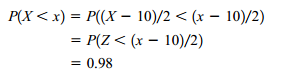 P(X < x) = P((X − 10)/2 < (x − 10)/2)
= P(Z < (x − 10)/2)
= 0.98